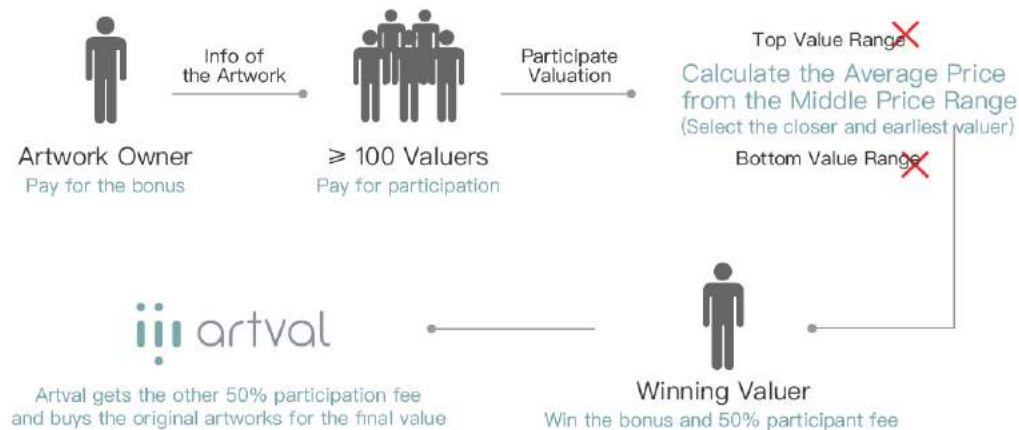 Info of
the Artwork
Participate
Valuation
Top Value Range
Calculate the Average Price
from the Middle Price Range
(Select the closer and earliest valuer)
Bottom Value Range
Artwork Owner
Pay for the bonus
≥ 100 Valuers
Pay for participation
artval
Artval gets the other 50% participation fee
and buys the original artworks for the final value
Winning Valuer
Win the bonus and 50% participant fee